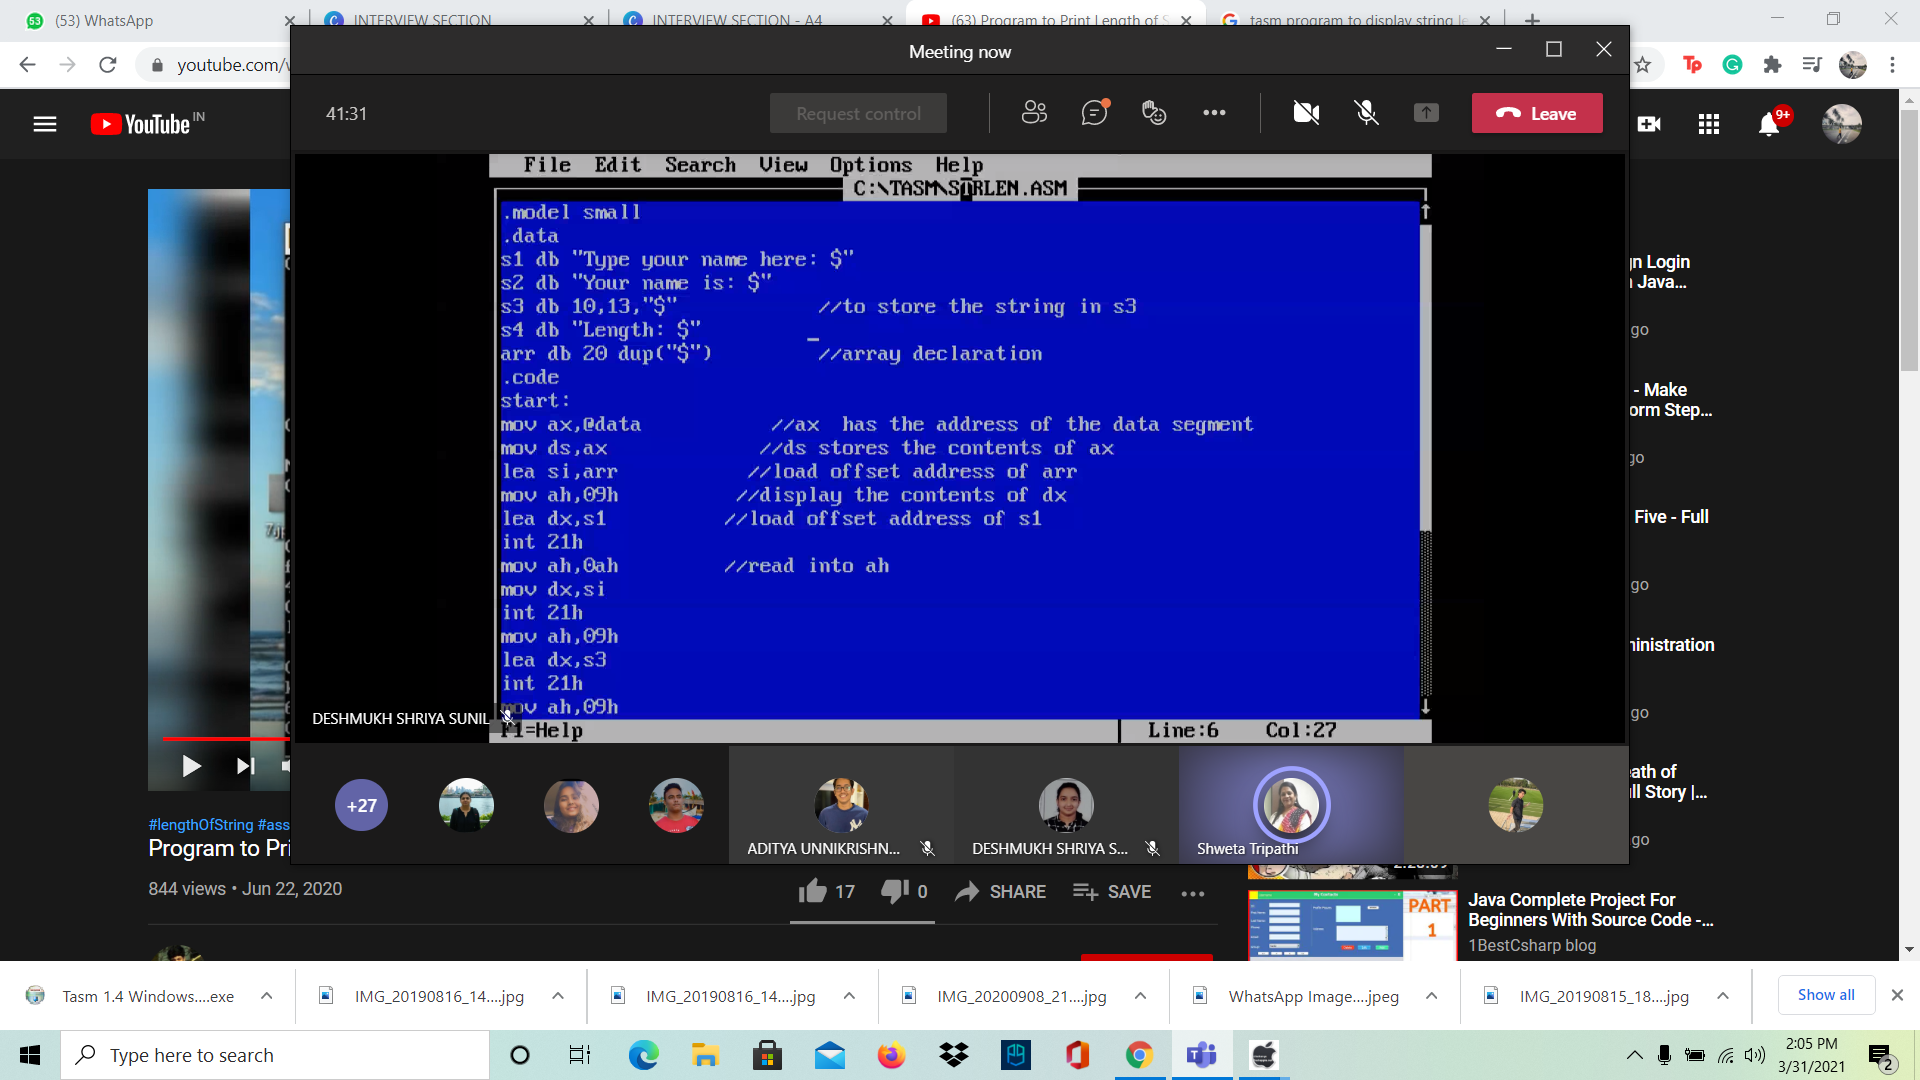 (53) WhatsApp
INTERVIEW SECTION
INTERVIEW SECTION - A4
(63) Program to Print Length of S
tasm program to display string le
youtube.com/
Meeting now
41:31
Request control
Leave
YouTube IN
9+
File Edit Search View Options Help
C:\TASM\STRLEN.ASM
.model small
.data
s1 db "Type your name here: $"
s2 db "Your name is: $"
s3 db 10,13,"$" //to store the string in s3
s4 db "Length: $"
arr db 20 dup("$") //array declaration
.code
start:
mov ax,@data //ax has the address of the data segment
mov ds,ax //ds stores the contents of ax
lea si,arr //load offset address of arr
mov ah,09h //display the contents of dx
lea dx,s1 //load offset address of s1
int 21h
mov ah,0ah //read into ah
mov dx,si
int 21h
mov ah,09h
lea dx,s3
int 21h
mov ah,09h
F1=Help Line:6 Col:27
DESHMUKH SHRIYA SUNIL
+27
ADITYA UNNIKRISHN...
DESHMUKH SHRIYA S...
Shweta Tripathi
gn Login
Java...
go
- Make
orm Step...
go
Five - Full
go
ninistration
go
eath of
ll Story |...
go
#lengthOfString #ass
Program to Pri
844 views • Jun 22, 2020
17
0
SHARE
SAVE
PART
1
Java Complete Project For
Beginners With Source Code -...
1BestCsharp blog
Tasm 1.4 Windows....exe
IMG_20190816_14....jpg
IMG_20190816_14....jpg
IMG_20200908_21....jpg
WhatsApp Image....jpeg
IMG_20190815_18....jpg
Show all
Type here to search
2:05 PM
3/31/2021
2